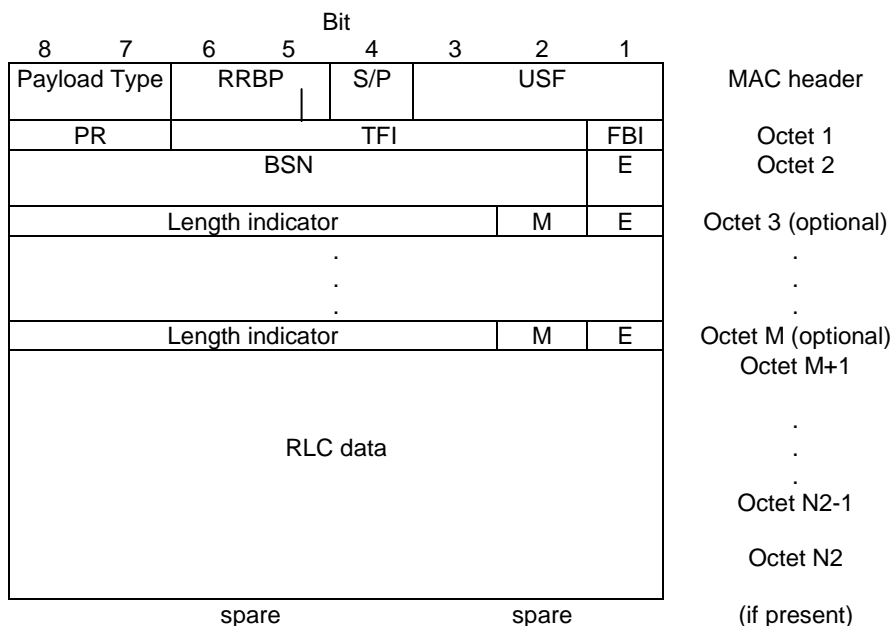 Bit
8 7 6 5 4 3 2 1
Payload Type RRBP S/P USF MAC header
PR TFI FBI Octet 1
BSN E Octet 2
Length indicator M E Octet 3 (optional)
. .
. .
. .
Length indicator M E Octet M (optional)
Octet M+1
.
RLC data .
.
Octet N2-1
Octet N2
spare spare (if present)